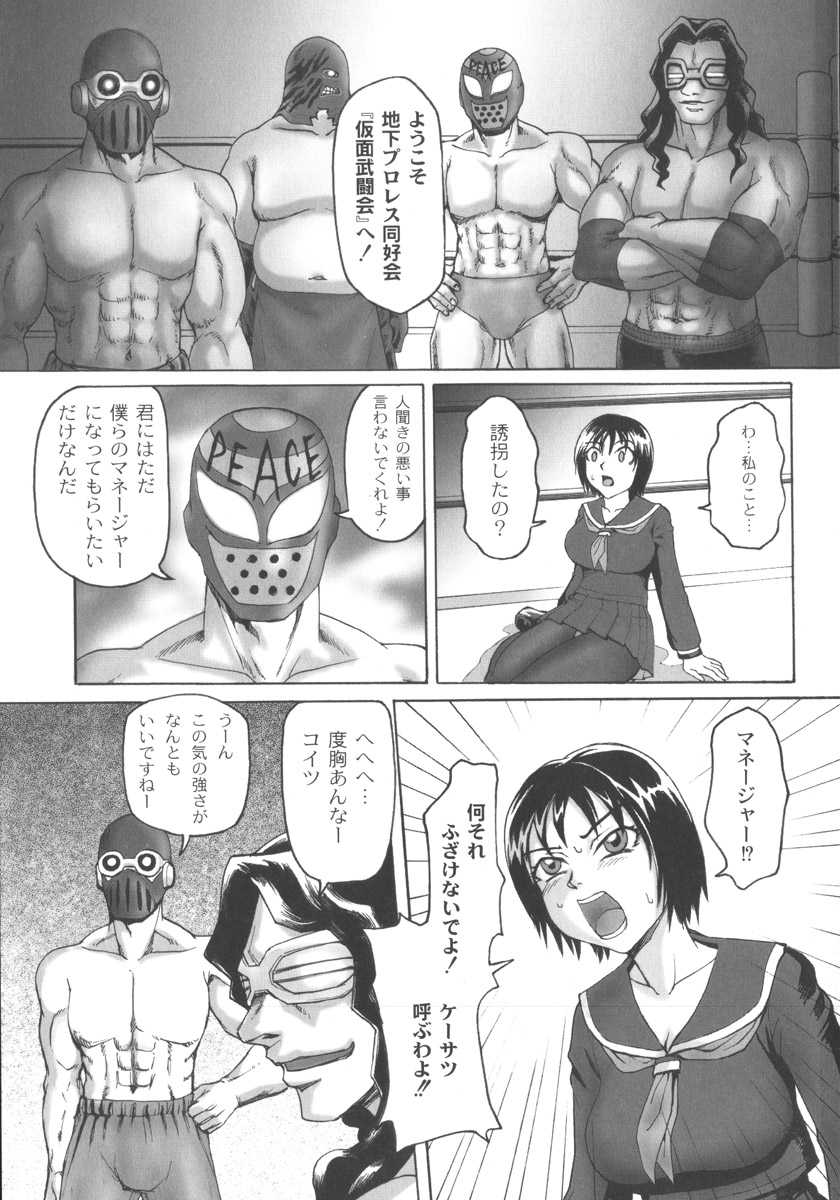 ようこそ
地下プロレス同好会
『仮面武闘会』へ！
PEACE
わ…私のこと…
誘拐したの？
人聞きの悪い事
言わないでくれよ！
PEACE
君にはただ
僕らのマネージャー
になってもらいたい
だけなんだ
マネージャー!?
何それ
ふざけないでよ！
ケーサツ
呼ぶわよ!!
へへへ…
度胸あんなー
コイツ
うーん
この気の強さが
なんとも
いいですねー